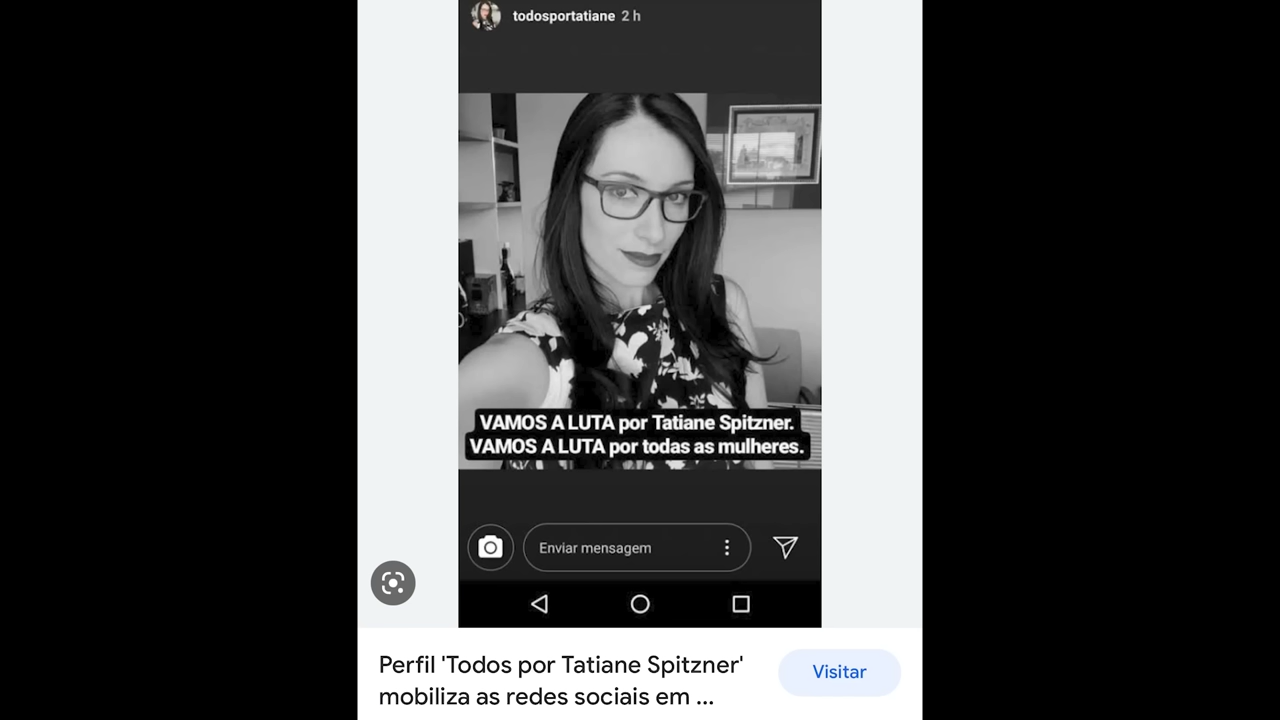 todosportatiane 2 h
VAMOS A LUTA por Tatiane Spitzner.
VAMOS A LUTA por todas as mulheres.
Enviar mensagem
Perfil 'Todos por Tatiane Spitzner'
mobiliza as redes sociais em ...
Visitar